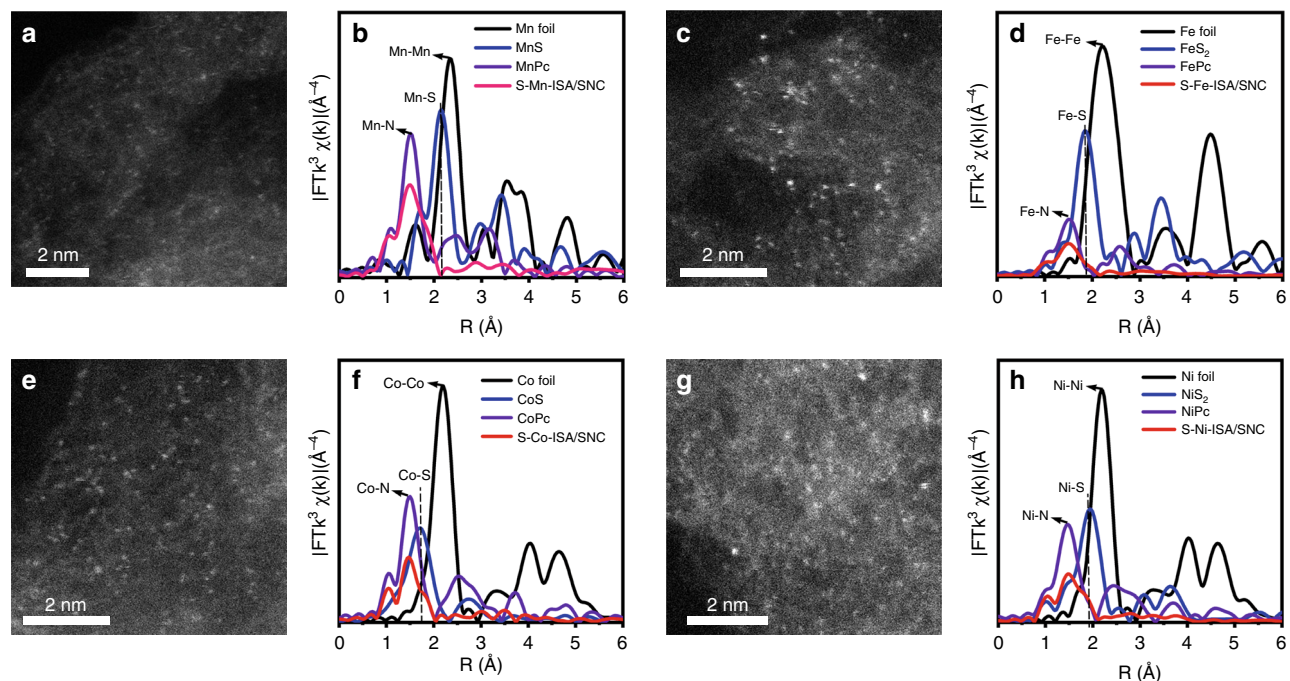 a
2 nm
b
Mn foil
MnS
MnPc
S-Mn-ISA/SNC
Mn-Mn
Mn-S
Mn-N
|FTk³ χ(k)|(Å⁻⁴)
0 1 2 3 4 5 6
R (Å)
c
2 nm
d
Fe foil
FeS₂
FePc
S-Fe-ISA/SNC
Fe-Fe
Fe-S
Fe-N
|FTk³ χ(k)|(Å⁻⁴)
0 1 2 3 4 5 6
R (Å)
e
2 nm
f
Co foil
CoS
CoPc
S-Co-ISA/SNC
Co-Co
Co-S
Co-N
|FTk³ χ(k)|(Å⁻⁴)
0 1 2 3 4 5 6
R (Å)
g
2 nm
h
Ni foil
NiS₂
NiPc
S-Ni-ISA/SNC
Ni-Ni
Ni-S
Ni-N
|FTk³ χ(k)|(Å⁻⁴)
0 1 2 3 4 5 6
R (Å)